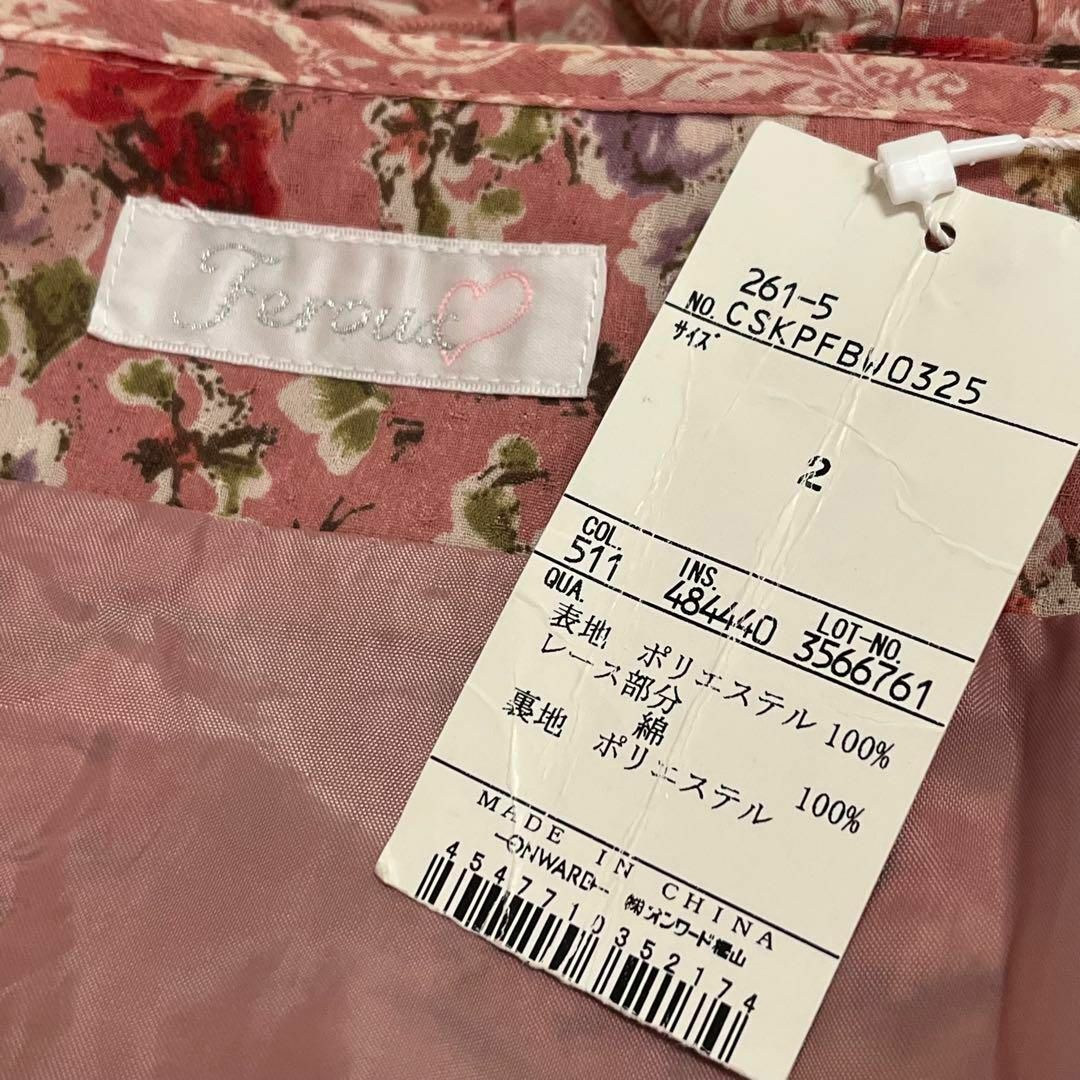 Feroux
261-5
NO. CSKPFBW0325
サイズ
2
COL. INS. LOT-NO.
511 484440 3566761
QUA.
表地 ポリエステル 100%
レース部分
綿 100%
裏地 ポリエステル
MADE IN CHINA
ONWARD ㈱オンワード樫山
4547710352174